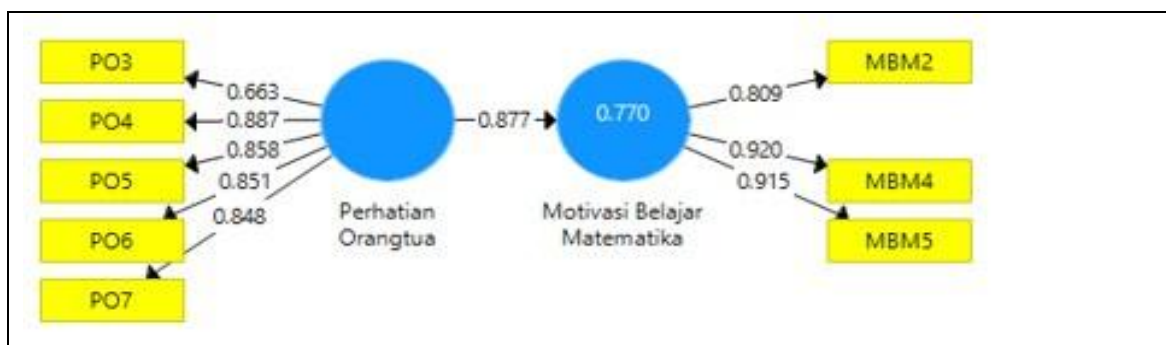 PO3
PO4
PO5
PO6
PO7
0.663
0.887
0.858
0.851
0.848
Perhatian
Orangtua
0.877
0.770
Motivasi Belajar
Matematika
0.809
0.920
0.915
MBM2
MBM4
MBM5